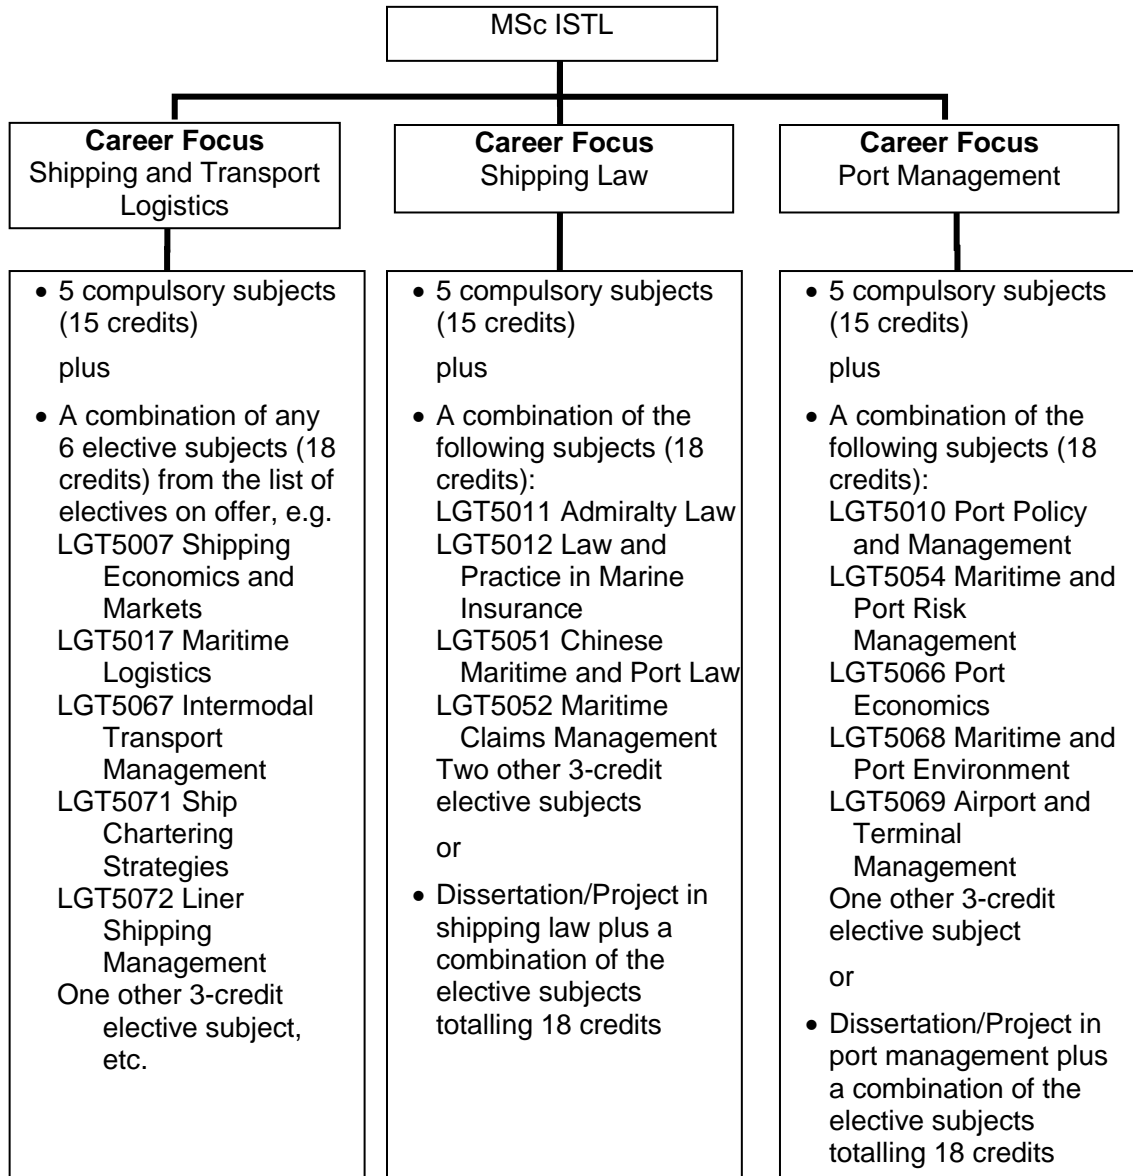 MSc ISTL
Career Focus
Shipping and Transport
Logistics
Career Focus
Shipping Law
Career Focus
Port Management
• 5 compulsory subjects
(15 credits)
plus
• A combination of any
6 elective subjects (18
credits) from the list of
electives on offer, e.g.
LGT5007 Shipping
Economics and
Markets
LGT5017 Maritime
Logistics
LGT5067 Intermodal
Transport
Management
LGT5071 Ship
Chartering
Strategies
LGT5072 Liner
Shipping
Management
One other 3-credit
elective subject,
etc.
• 5 compulsory subjects
(15 credits)
plus
• A combination of the
following subjects (18
credits):
LGT5011 Admiralty Law
LGT5012 Law and
Practice in Marine
Insurance
LGT5051 Chinese
Maritime and Port Law
LGT5052 Maritime
Claims Management
Two other 3-credit
elective subjects
or
• Dissertation/Project in
shipping law plus a
combination of the
elective subjects
totalling 18 credits
• 5 compulsory subjects
(15 credits)
plus
• A combination of the
following subjects (18
credits):
LGT5010 Port Policy
and Management
LGT5054 Maritime and
Port Risk
Management
LGT5066 Port
Economics
LGT5068 Maritime and
Port Environment
LGT5069 Airport and
Terminal
Management
One other 3-credit
elective subject
or
• Dissertation/Project in
port management plus
a combination of the
elective subjects
totalling 18 credits